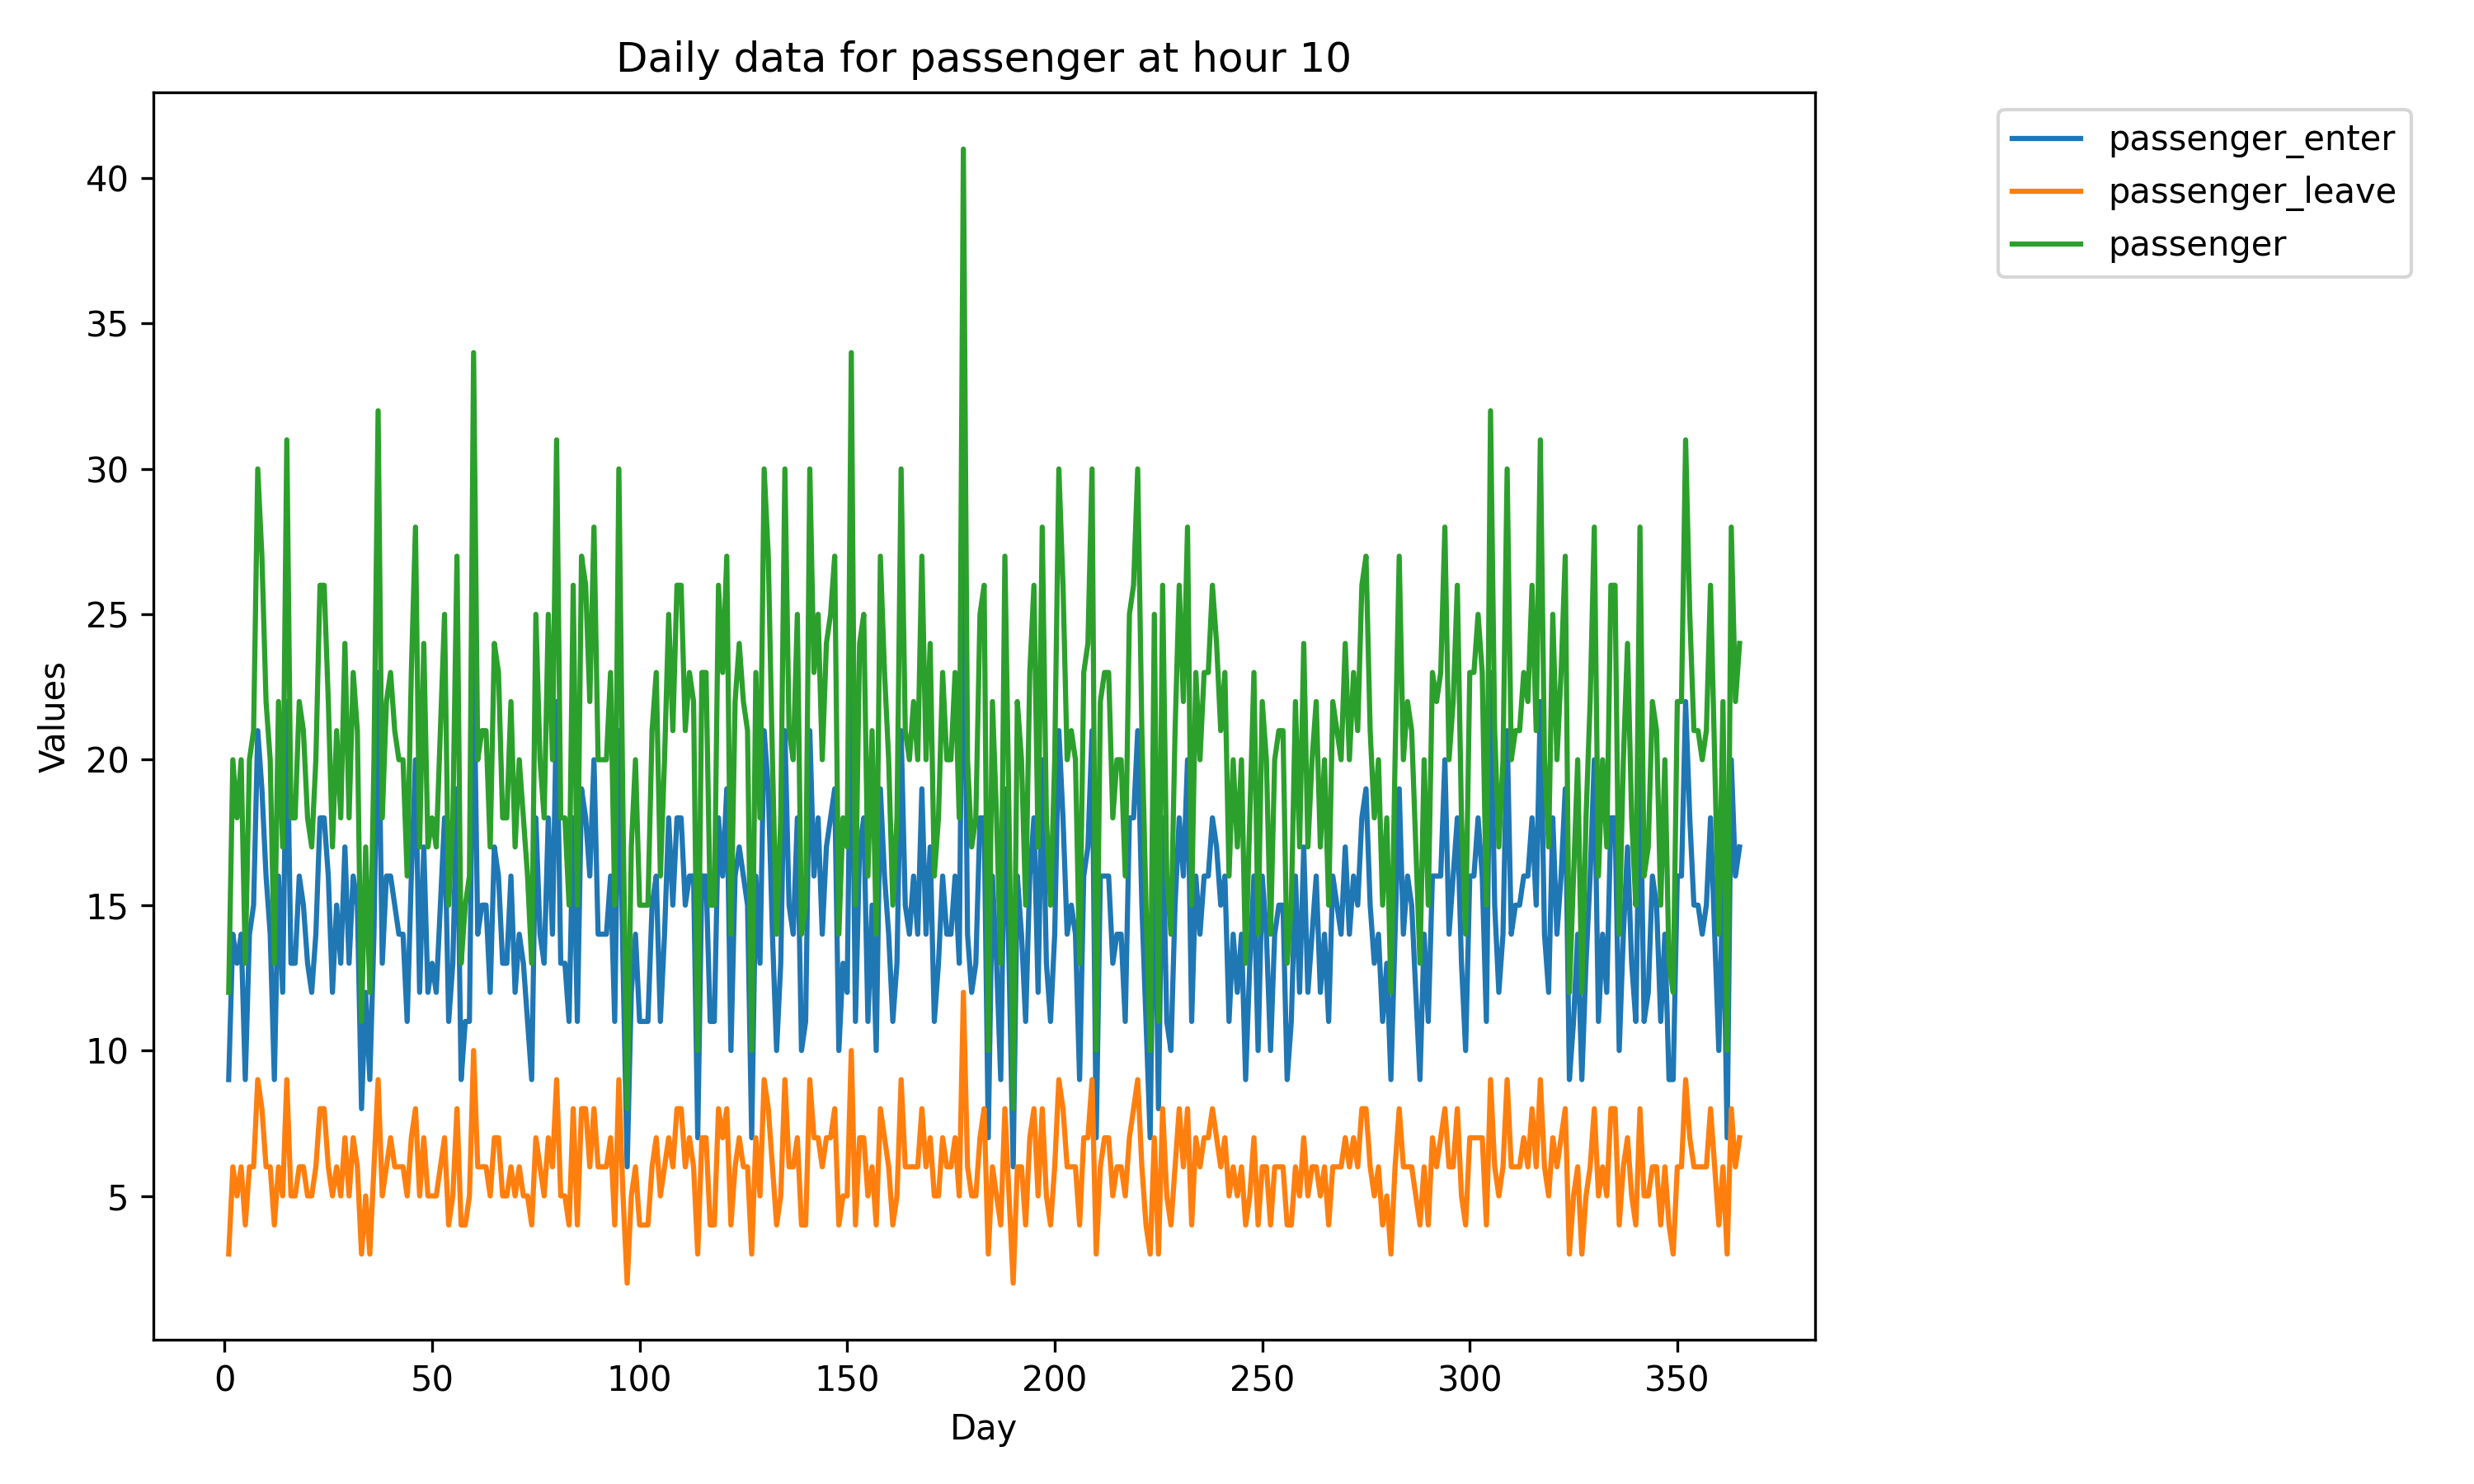 Daily data for passenger at hour 10
passenger_enter
passenger_leave
passenger
40
35
30
25
20
15
10
5
Values
0 50 100 150 200 250 300 350
Day